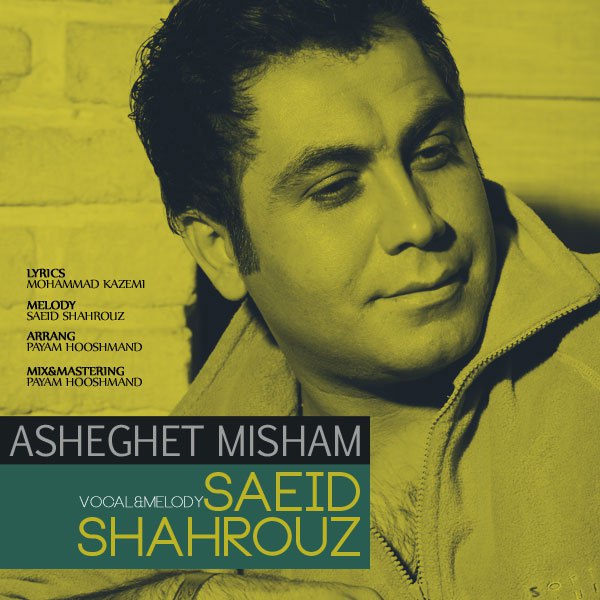 LYRICS
MOHAMMAD KAZEMI
MELODY
SAEID SHAHROUZ
ARRANG
PAYAM HOOSHMAND
MIX&MASTERING
PAYAM HOOSHMAND
ASHEGHET MISHAM
VOCAL&MELODY:SAEID
SHAHROUZ